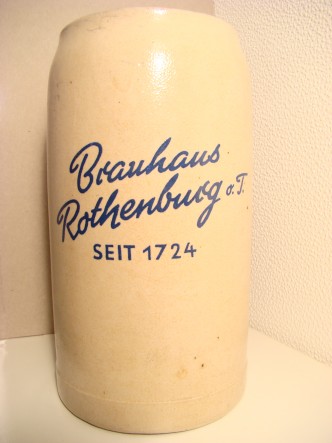 Brauhaus
Rothenburg o.T.
SEIT 1724